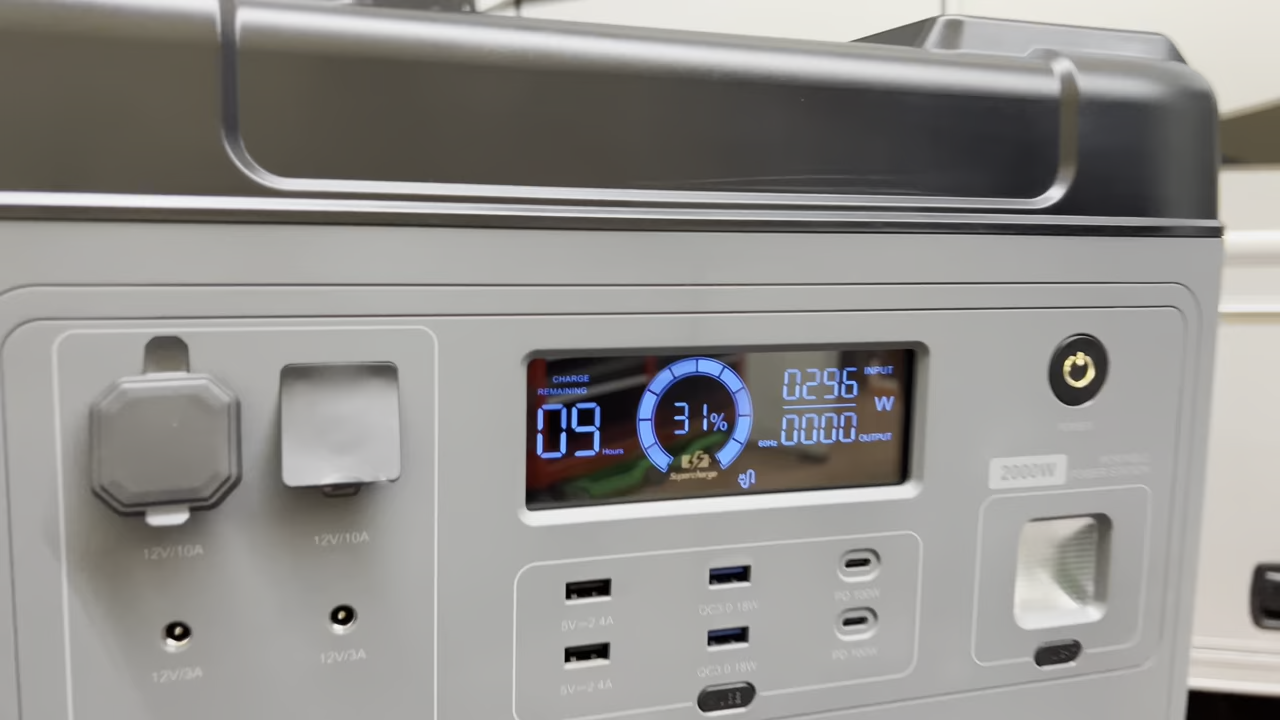 CHARGE
REMAINING
09 Hours
31%
Supercharge
0296 INPUT
W
60Hz 0000 OUTPUT
2000W
12V/10A
12V/10A
12V/3A
12V/3A
5V⎓2.4A
5V⎓2.4A
QC3.0 18W
QC3.0 18W
PD 100W
PD 100W